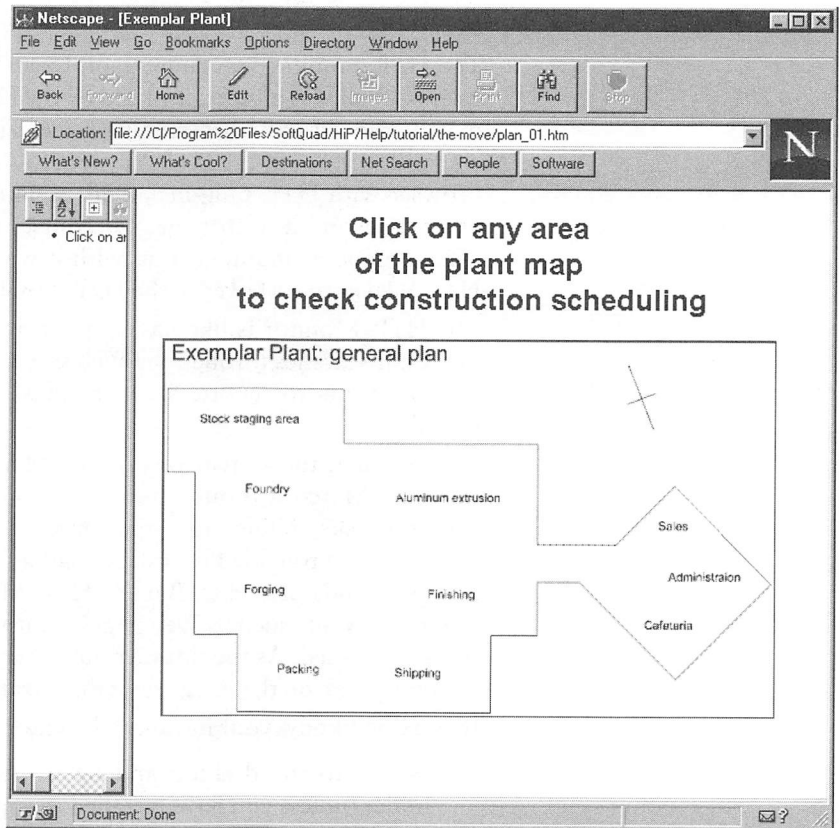 Netscape - [Exemplar Plant]
File Edit View Go Bookmarks Options Directory Window Help
Back Forward Home Edit Reload Images Open Print Find Stop
Location: file:///C|/Program%20Files/SoftQuad/HiP/Help/tutorial/the-move/plan_01.htm
N
What's New? What's Cool? Destinations Net Search People Software
Click on ar
Click on any area
of the plant map
to check construction scheduling
Exemplar Plant: general plan
Stock staging area
Foundry
Aluminum extrusion
Sales
Administraion
Forging
Finishing
Cafeteria
Packing
Shipping
Document: Done